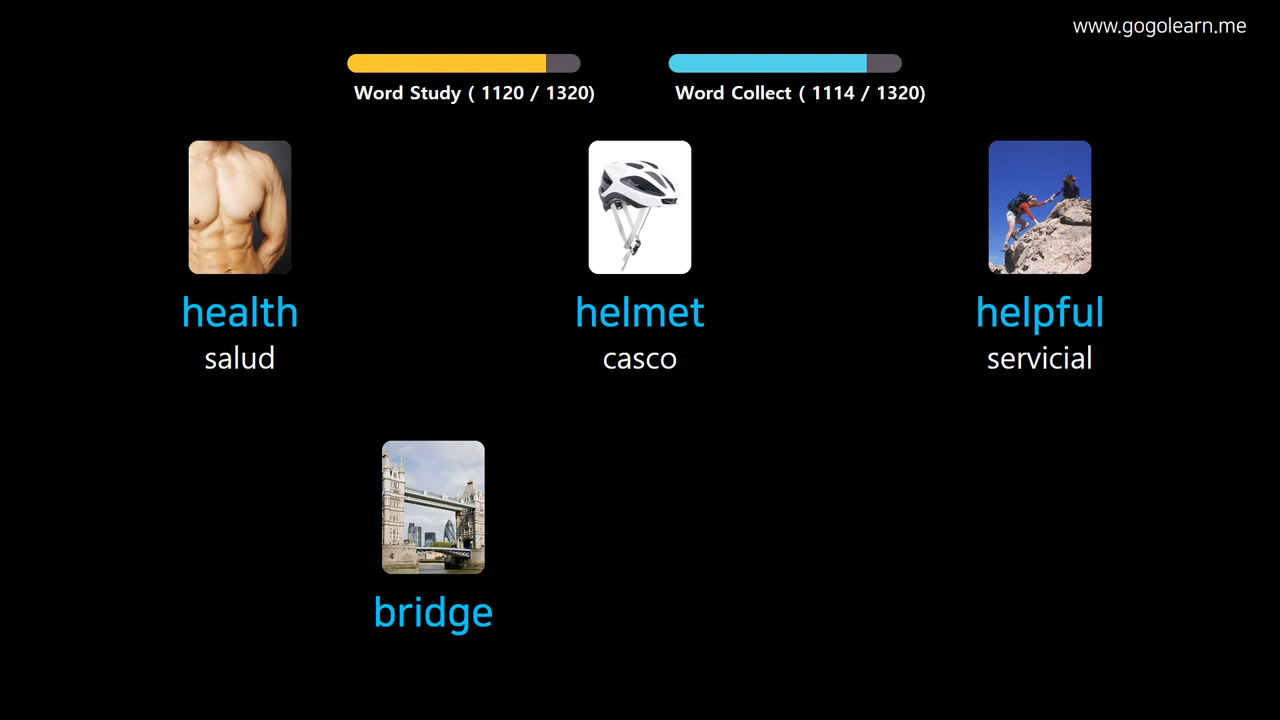 www.gogolearn.me
Word Study ( 1120 / 1320)
Word Collect ( 1114 / 1320)
health
helmet
helpful
salud
casco
servicial
bridge